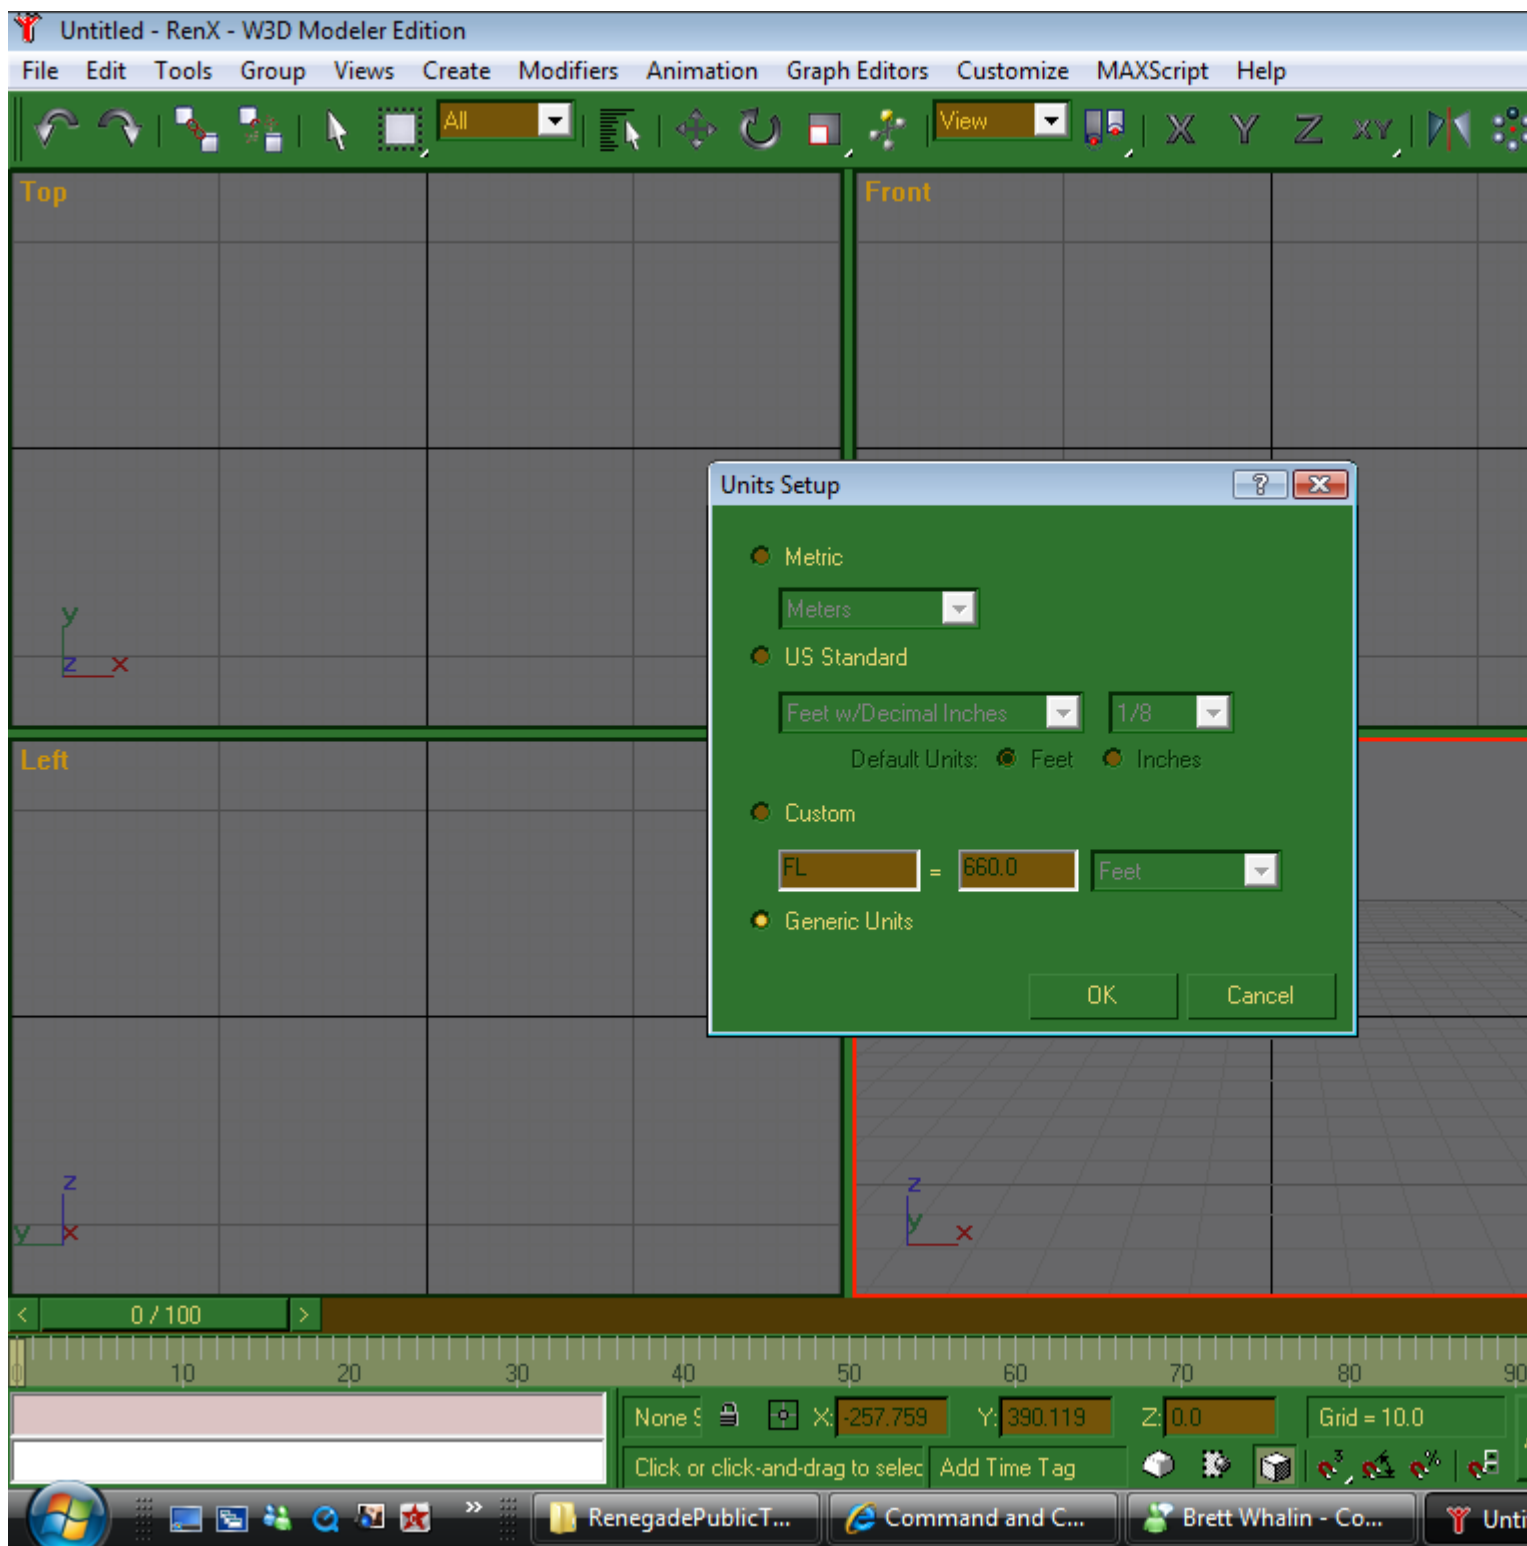 Untitled - RenX - W3D Modeler Edition
File Edit Tools Group Views Create Modifiers Animation Graph Editors Customize MAXScript Help
All View X Y Z XY
Top Front
Units Setup
Metric
Meters
US Standard
Feet w/Decimal Inches 1/8
Default Units: Feet Inches
Custom
FL = 660.0 Feet
Generic Units
OK Cancel
y
z x
Left
z
y x
z
y x
< 0 / 100 >
0 10 20 30 40 50 60 70 80 90
None S X: -257.759 Y: 390.119 Z: 0.0 Grid = 10.0
Click or click-and-drag to selec Add Time Tag
RenegadePublicT... Command and C... Brett Whalin - Co... Unti